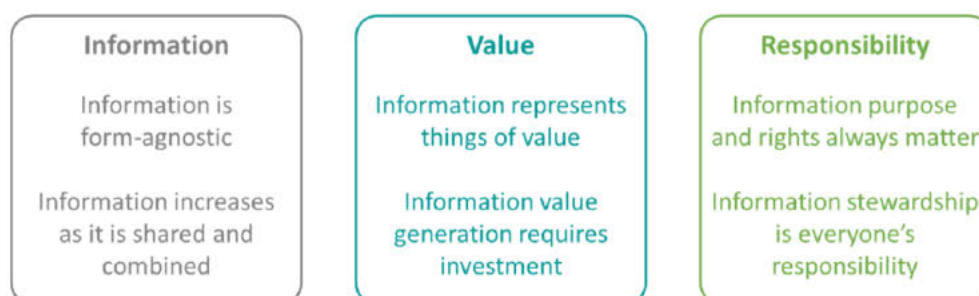 Information
Information is
form-agnostic
Information increases
as it is shared and
combined
Value
Information represents
things of value
Information value
generation requires
investment
Responsibility
Information purpose
and rights always matter
Information stewardship
is everyone's
responsibility